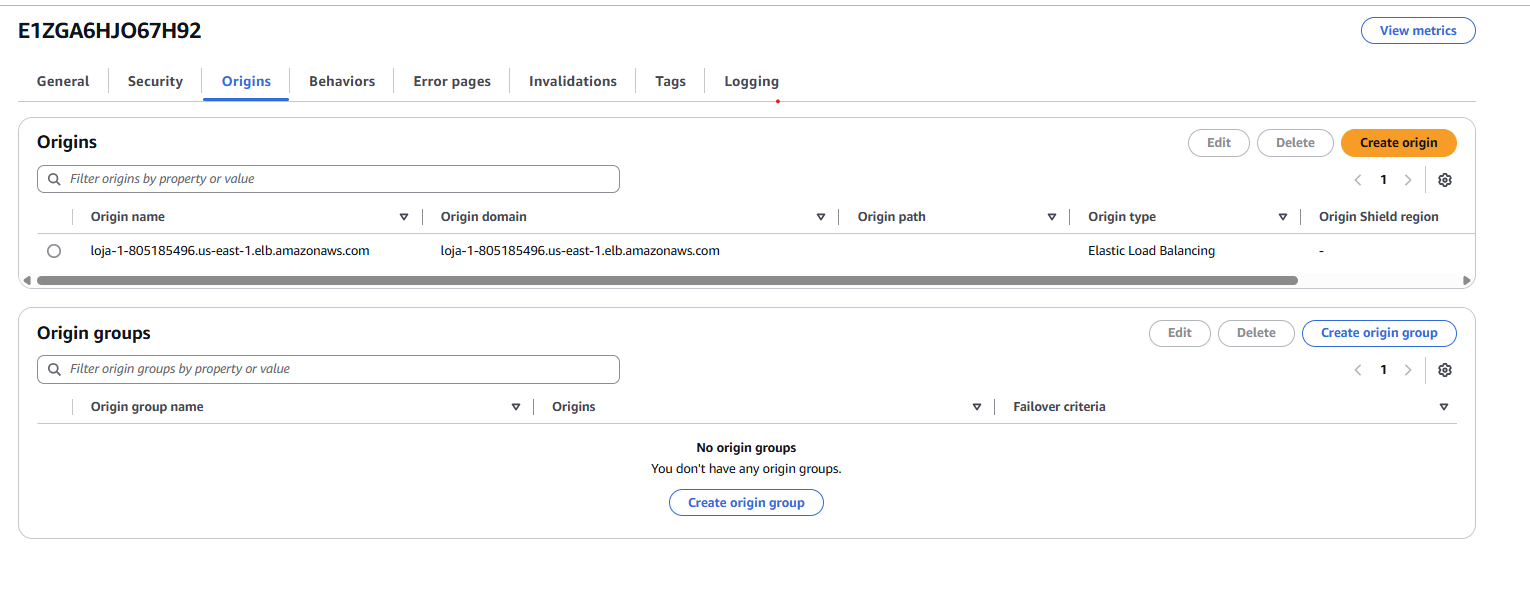 E1ZGA6HJO67H92
View metrics
General Security Origins Behaviors Error pages Invalidations Tags Logging
Origins
Edit Delete Create origin
Filter origins by property or value
1
Origin name Origin domain Origin path Origin type Origin Shield region
loja-1-805185496.us-east-1.elb.amazonaws.com loja-1-805185496.us-east-1.elb.amazonaws.com Elastic Load Balancing -
Origin groups
Edit Delete Create origin group
Filter origin groups by property or value
1
Origin group name Origins Failover criteria
No origin groups
You don't have any origin groups.
Create origin group